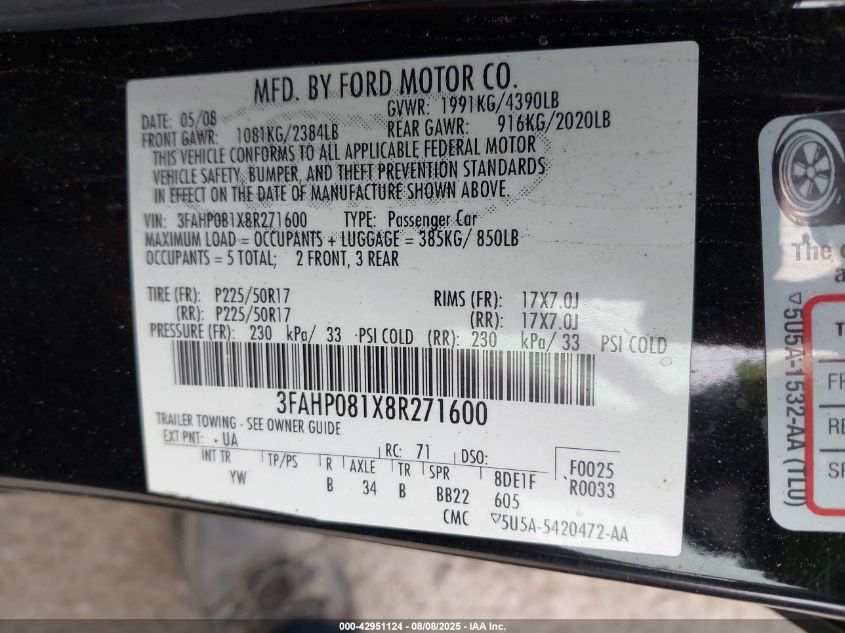 MFD. BY FORD MOTOR CO.
DATE: 05/08 GVWR: 1991KG/4390LB
FRONT GAWR: 1081KG/2384LB REAR GAWR: 916KG/2020LB
THIS VEHICLE CONFORMS TO ALL APPLICABLE FEDERAL MOTOR
VEHICLE SAFETY, BUMPER, AND THEFT PREVENTION STANDARDS
IN EFFECT ON THE DATE OF MANUFACTURE SHOWN ABOVE.
VIN: 3FAHP081X8R271600 TYPE: Passenger Car
MAXIMUM LOAD = OCCUPANTS + LUGGAGE = 385KG/ 850LB
OCCUPANTS = 5 TOTAL; 2 FRONT, 3 REAR
TIRE (FR): P225/50R17 RIMS (FR): 17X7.0J
(RR): P225/50R17 (RR): 17X7.0J
PRESSURE (FR): 230 kPa/ 33 PSI COLD (RR): 230 kPa/ 33 PSI COLD
3FAHP081X8R271600
TRAILER TOWING - SEE OWNER GUIDE
EXT PNT: - UA RC: 71 DSO:
INT TR TP/PS R AXLE TR SPR 8DE1F F0025
YW B 34 B BB22 605 R0033
CMC ▽5U5A-5420472-AA
The
a
▽5U5A-1532-AA (TLU)
T
FR
RE
SP
000-42951124 | 08/08/2025 | IAA Inc.